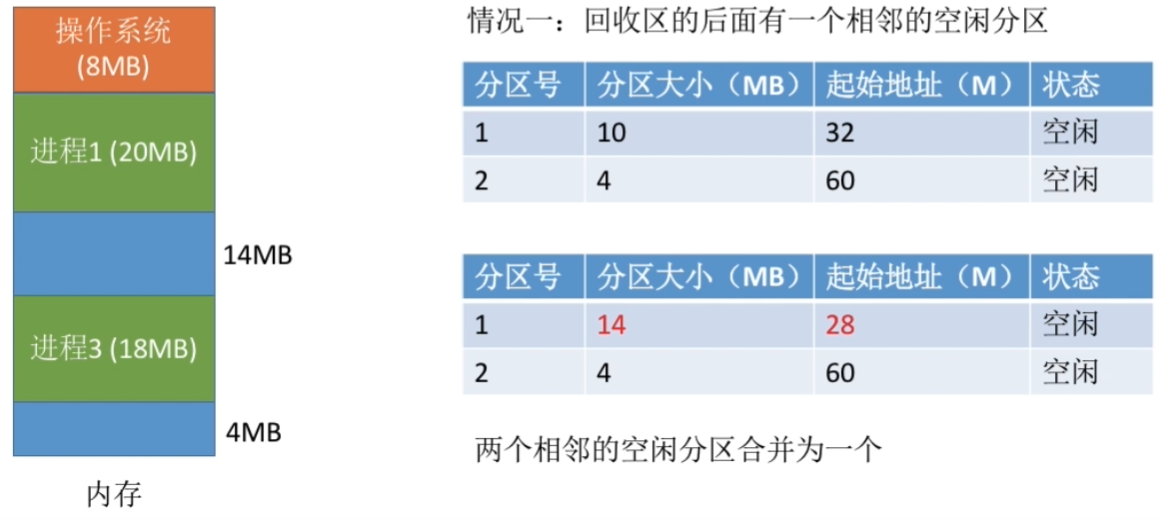 操作系统
(8MB)
进程1 (20MB)
14MB
进程3 (18MB)
4MB
内存
情况一：回收区的后面有一个相邻的空闲分区
分区号 分区大小（MB） 起始地址（M） 状态
1 10 32 空闲
2 4 60 空闲
分区号 分区大小（MB） 起始地址（M） 状态
1 14 28 空闲
2 4 60 空闲
两个相邻的空闲分区合并为一个